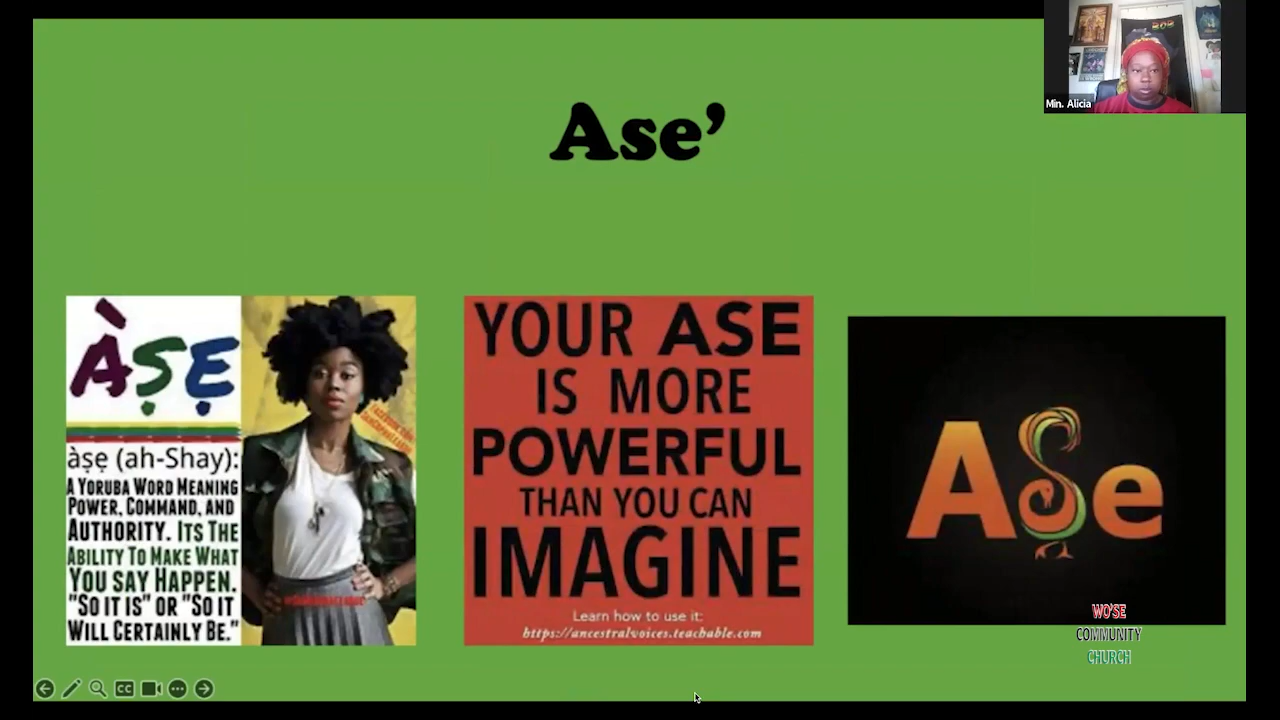 Min. Alicia
Ase’
ÀṢẸ
àṣẹ (ah-Shay):
A YORUBA WORD MEANING
POWER, COMMAND, AND
AUTHORITY. ITS THE
ABILITY TO MAKE WHAT
YOU SAY HAPPEN.
"SO IT IS" OR "SO IT
WILL CERTAINLY BE."
YOUR ASE
IS MORE
POWERFUL
THAN YOU CAN
IMAGINE
Learn how to use it:
https://ancestralvoices.teachable.com
ASe
WO'SE
COMMUNITY
CHURCH
CC